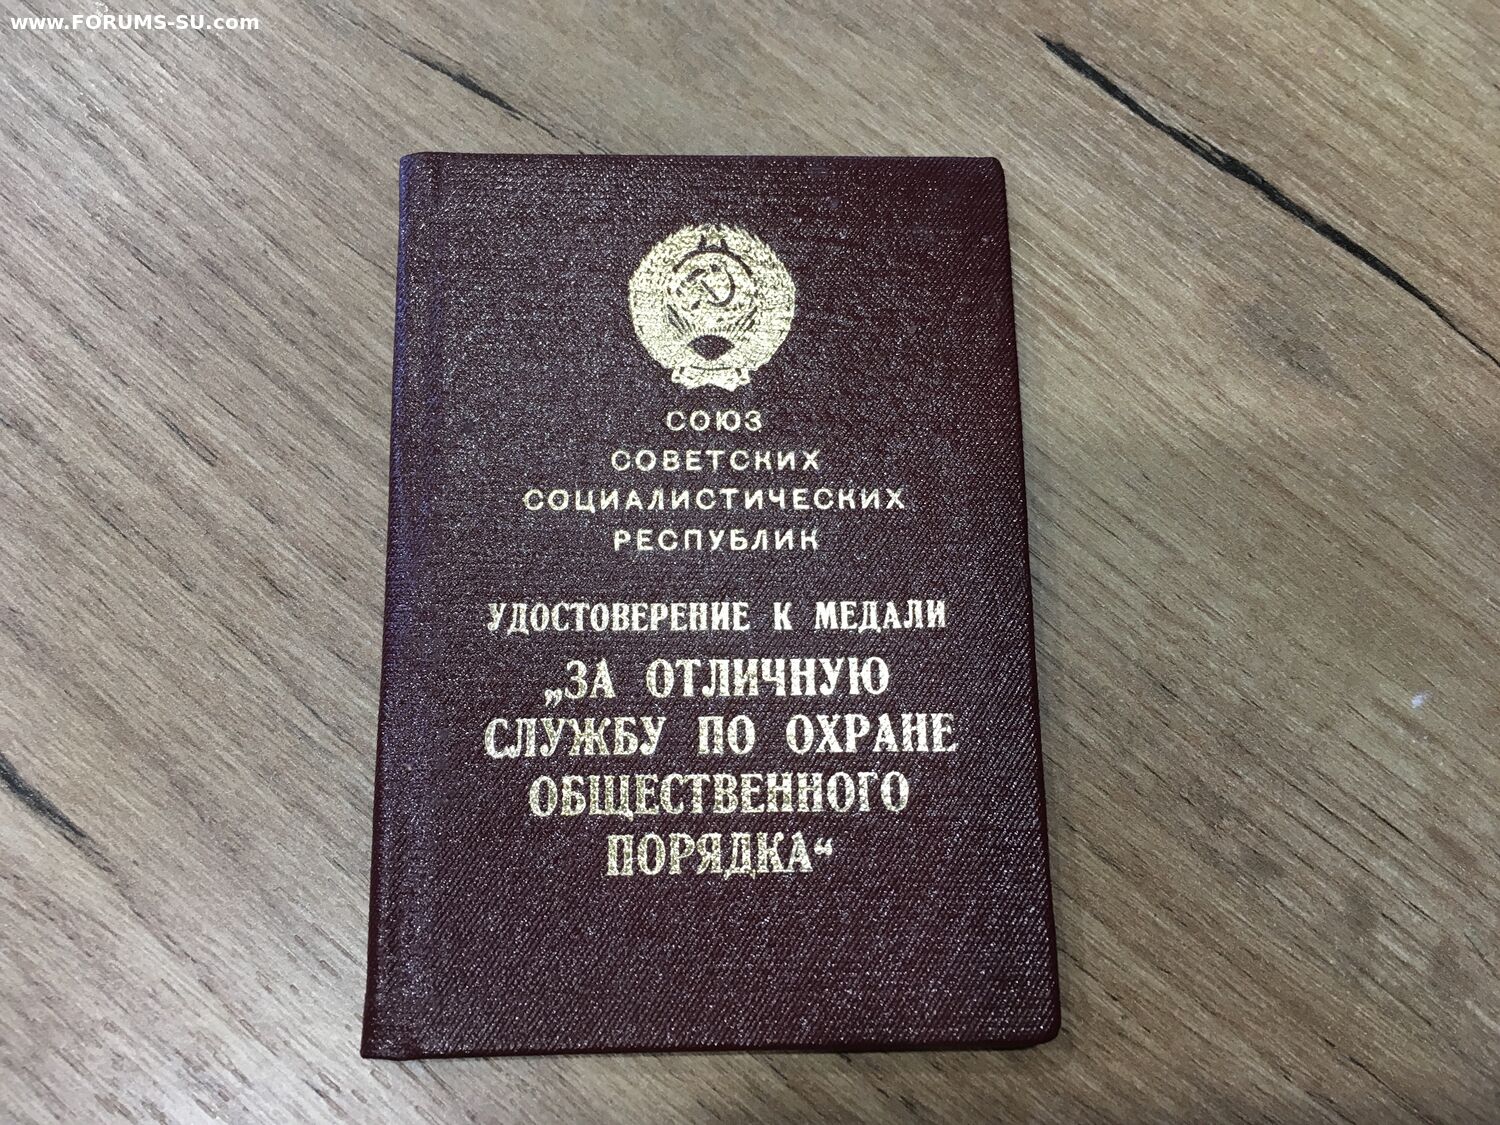 www.FORUMS-SU.com
СОЮЗ
СОВЕТСКИХ
СОЦИАЛИСТИЧЕСКИХ
РЕСПУБЛИК
УДОСТОВЕРЕНИЕ К МЕДАЛИ
„ЗА ОТЛИЧНУЮ
СЛУЖБУ ПО ОХРАНЕ
ОБЩЕСТВЕННОГО
ПОРЯДКА“